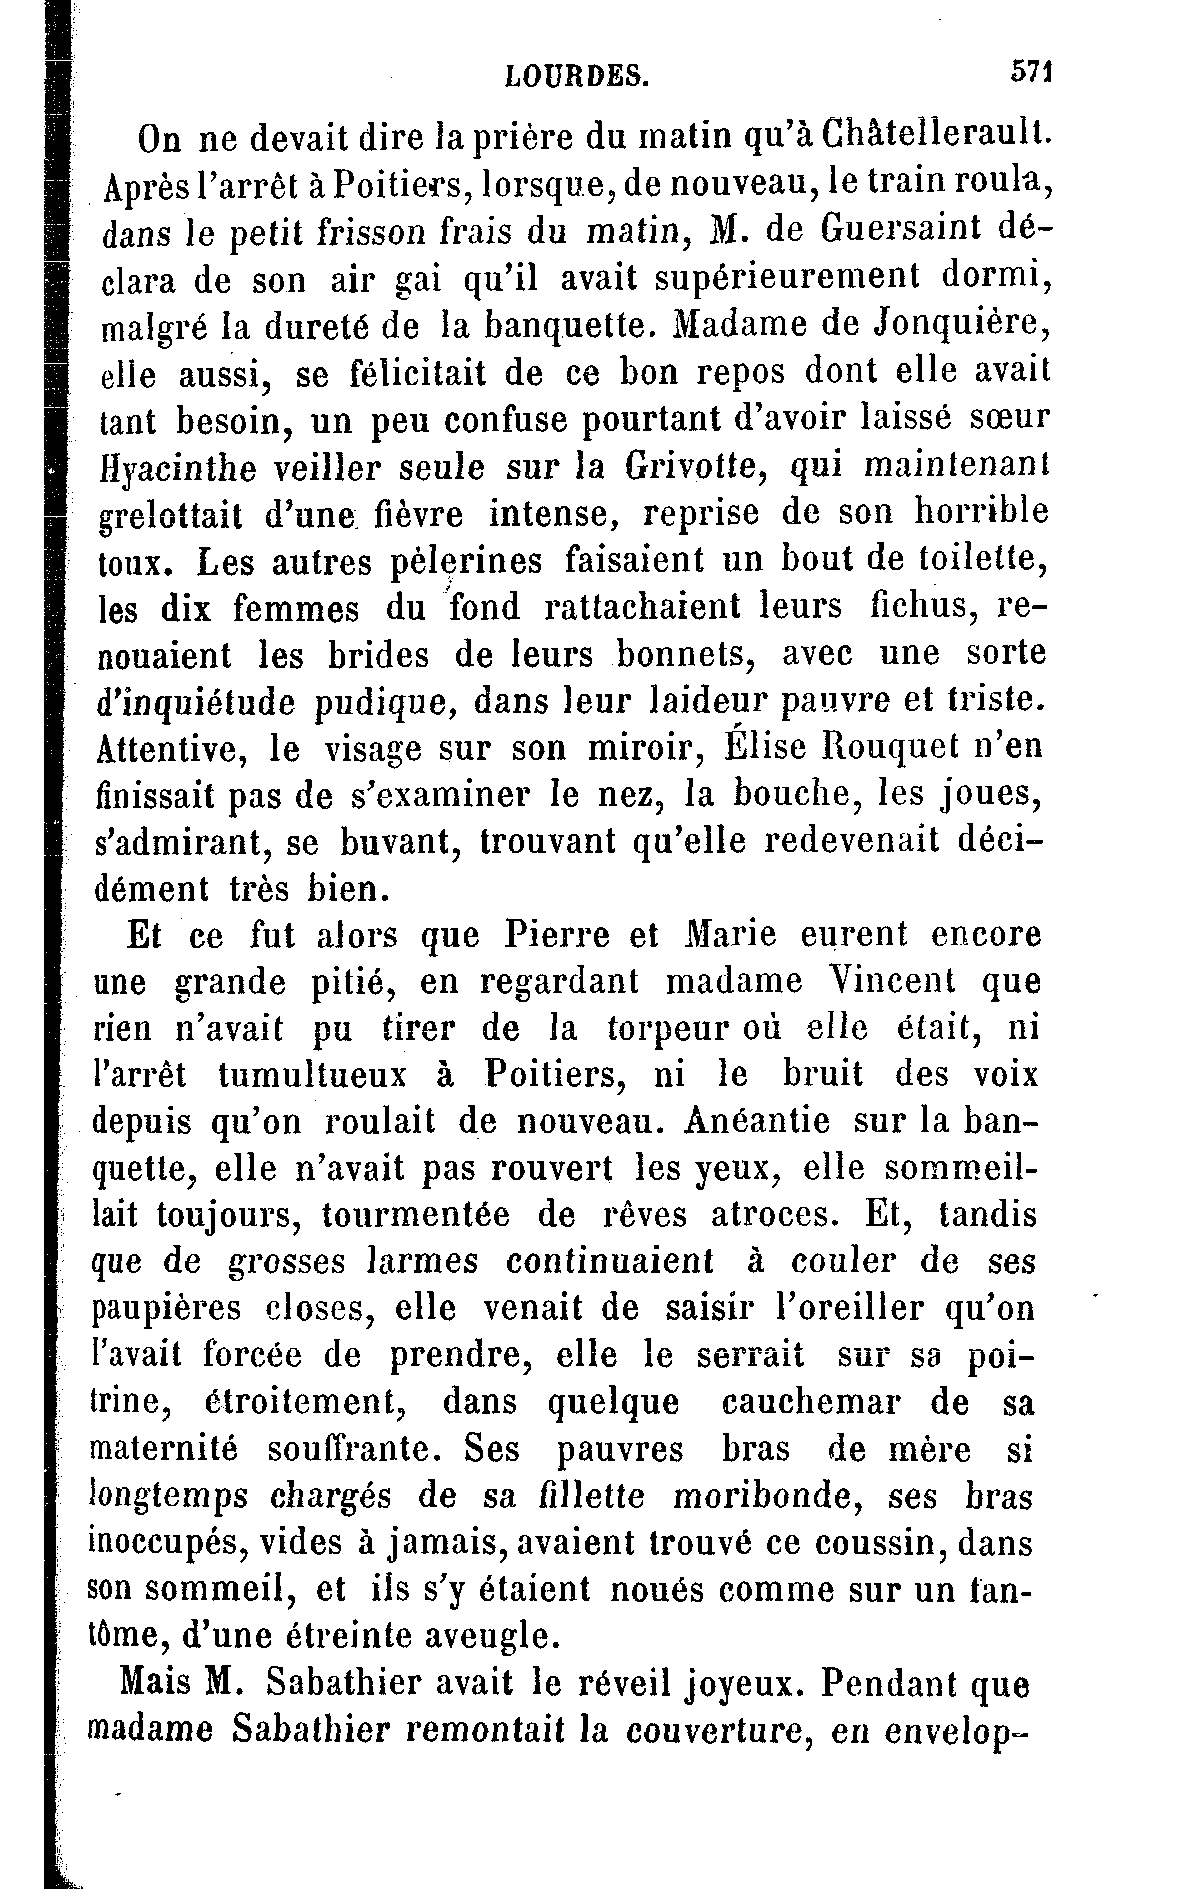 LOURDES. 571
On ne devait dire la prière du matin qu'à Châtellerault.
Après l'arrêt à Poitiers, lorsque, de nouveau, le train roula,
dans le petit frisson frais du matin, M. de Guersaint dé-
clara de son air gai qu'il avait supérieurement dormi,
malgré la dureté de la banquette. Madame de Jonquière,
elle aussi, se félicitait de ce bon repos dont elle avait
tant besoin, un peu confuse pourtant d'avoir laissé sœur
Hyacinthe veiller seule sur la Grivotte, qui maintenant
grelottait d'une fièvre intense, reprise de son horrible
toux. Les autres pèlerines faisaient un bout de toilette,
les dix femmes du fond rattachaient leurs fichus, re-
nouaient les brides de leurs bonnets, avec une sorte
d'inquiétude pudique, dans leur laideur pauvre et triste.
Attentive, le visage sur son miroir, Élise Rouquet n'en
finissait pas de s'examiner le nez, la bouche, les joues,
s'admirant, se buvant, trouvant qu'elle redevenait déci-
dément très bien.
Et ce fut alors que Pierre et Marie eurent encore
une grande pitié, en regardant madame Vincent que
rien n'avait pu tirer de la torpeur où elle était, ni
l'arrêt tumultueux à Poitiers, ni le bruit des voix
depuis qu'on roulait de nouveau. Anéantie sur la ban-
quette, elle n'avait pas rouvert les yeux, elle sommeil-
lait toujours, tourmentée de rêves atroces. Et, tandis
que de grosses larmes continuaient à couler de ses
paupières closes, elle venait de saisir l'oreiller qu'on
l'avait forcée de prendre, elle le serrait sur sa poi-
trine, étroitement, dans quelque cauchemar de sa
maternité souffrante. Ses pauvres bras de mère si
longtemps chargés de sa fillette moribonde, ses bras
inoccupés, vides à jamais, avaient trouvé ce coussin, dans
son sommeil, et ils s'y étaient noués comme sur un fan-
tôme, d'une étreinte aveugle.
Mais M. Sabathier avait le réveil joyeux. Pendant que
madame Sabathier remontait la couverture, en envelop-